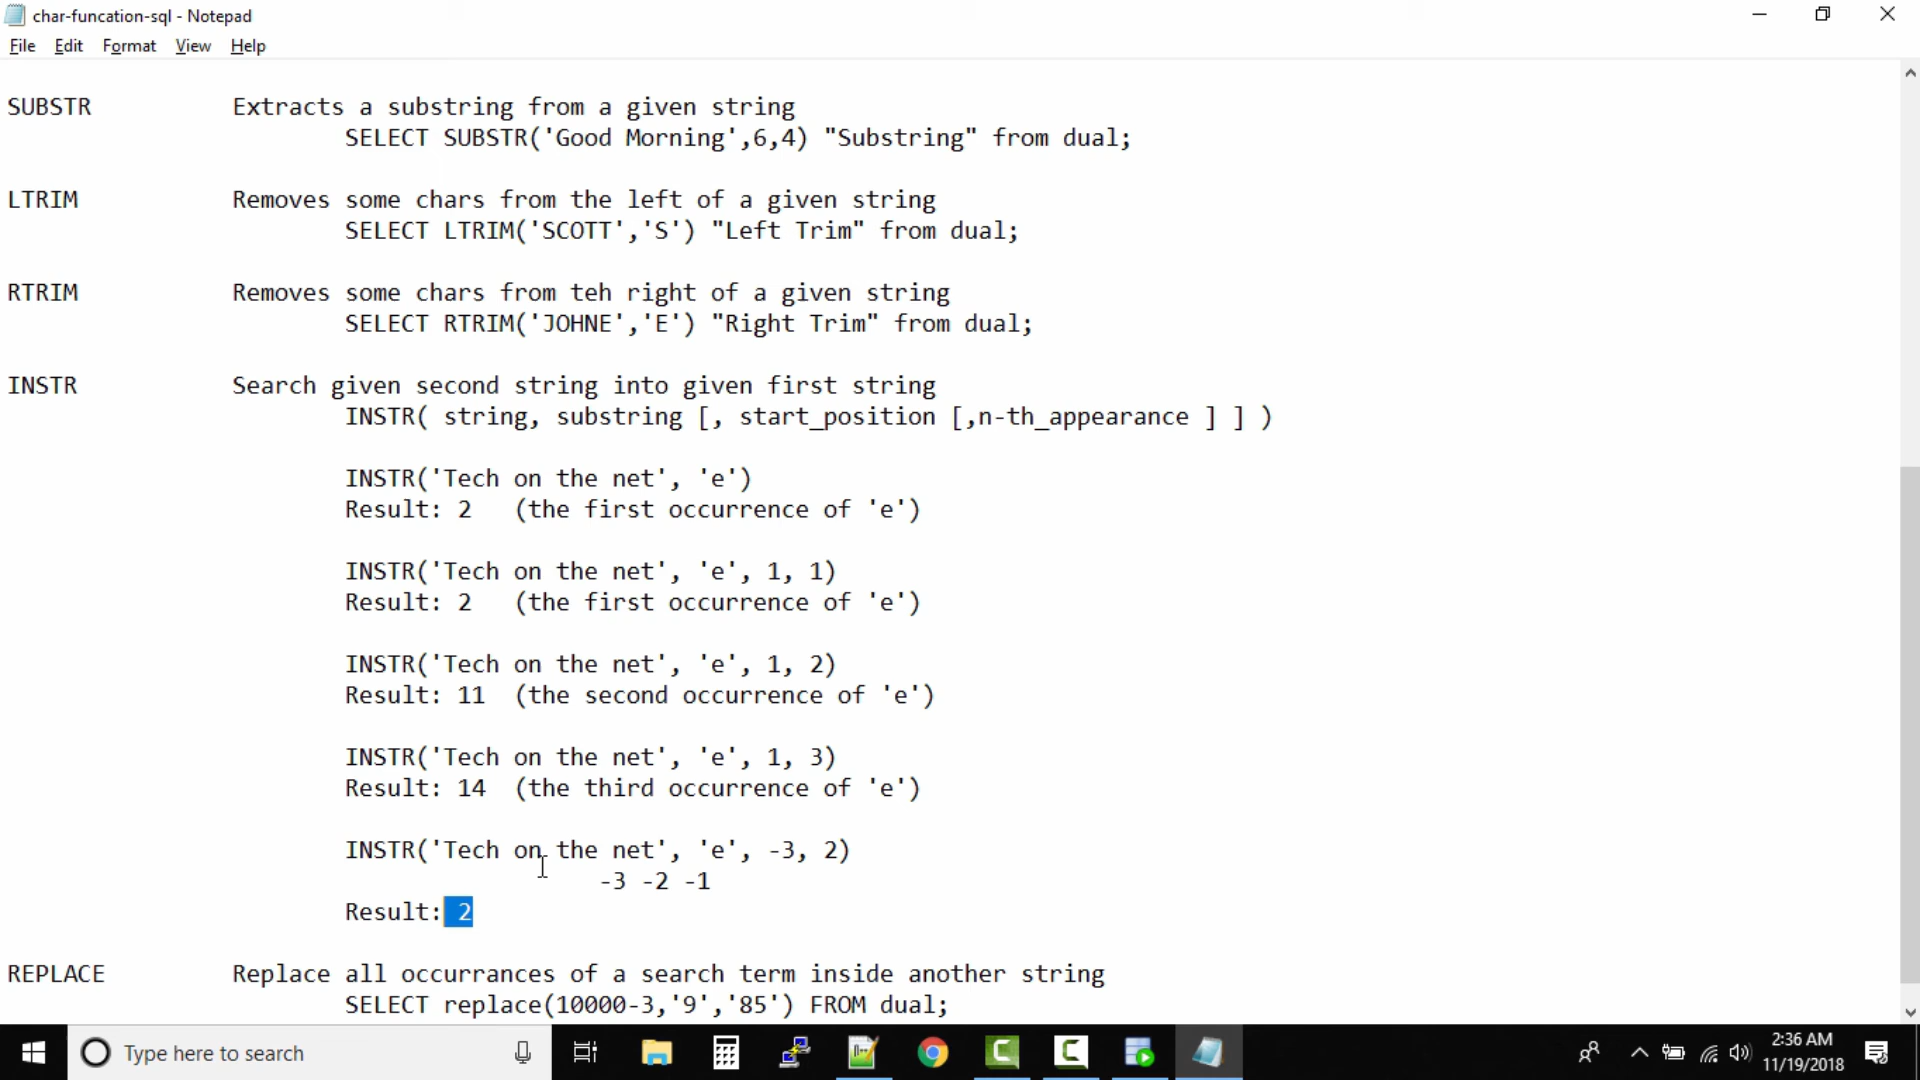 char-funcation-sql - Notepad
File Edit Format View Help
SUBSTR Extracts a substring from a given string
SELECT SUBSTR('Good Morning',6,4) "Substring" from dual;
LTRIM Removes some chars from the left of a given string
SELECT LTRIM('SCOTT','S') "Left Trim" from dual;
RTRIM Removes some chars from teh right of a given string
SELECT RTRIM('JOHNE','E') "Right Trim" from dual;
INSTR Search given second string into given first string
INSTR( string, substring [, start_position [,n-th_appearance ] ] )
INSTR('Tech on the net', 'e')
Result: 2 (the first occurrence of 'e')
INSTR('Tech on the net', 'e', 1, 1)
Result: 2 (the first occurrence of 'e')
INSTR('Tech on the net', 'e', 1, 2)
Result: 11 (the second occurrence of 'e')
INSTR('Tech on the net', 'e', 1, 3)
Result: 14 (the third occurrence of 'e')
INSTR('Tech on the net', 'e', -3, 2)
-3 -2 -1
Result: 2
REPLACE Replace all occurrances of a search term inside another string
SELECT replace(10000-3,'9','85') FROM dual;
Type here to search
2:36 AM
11/19/2018